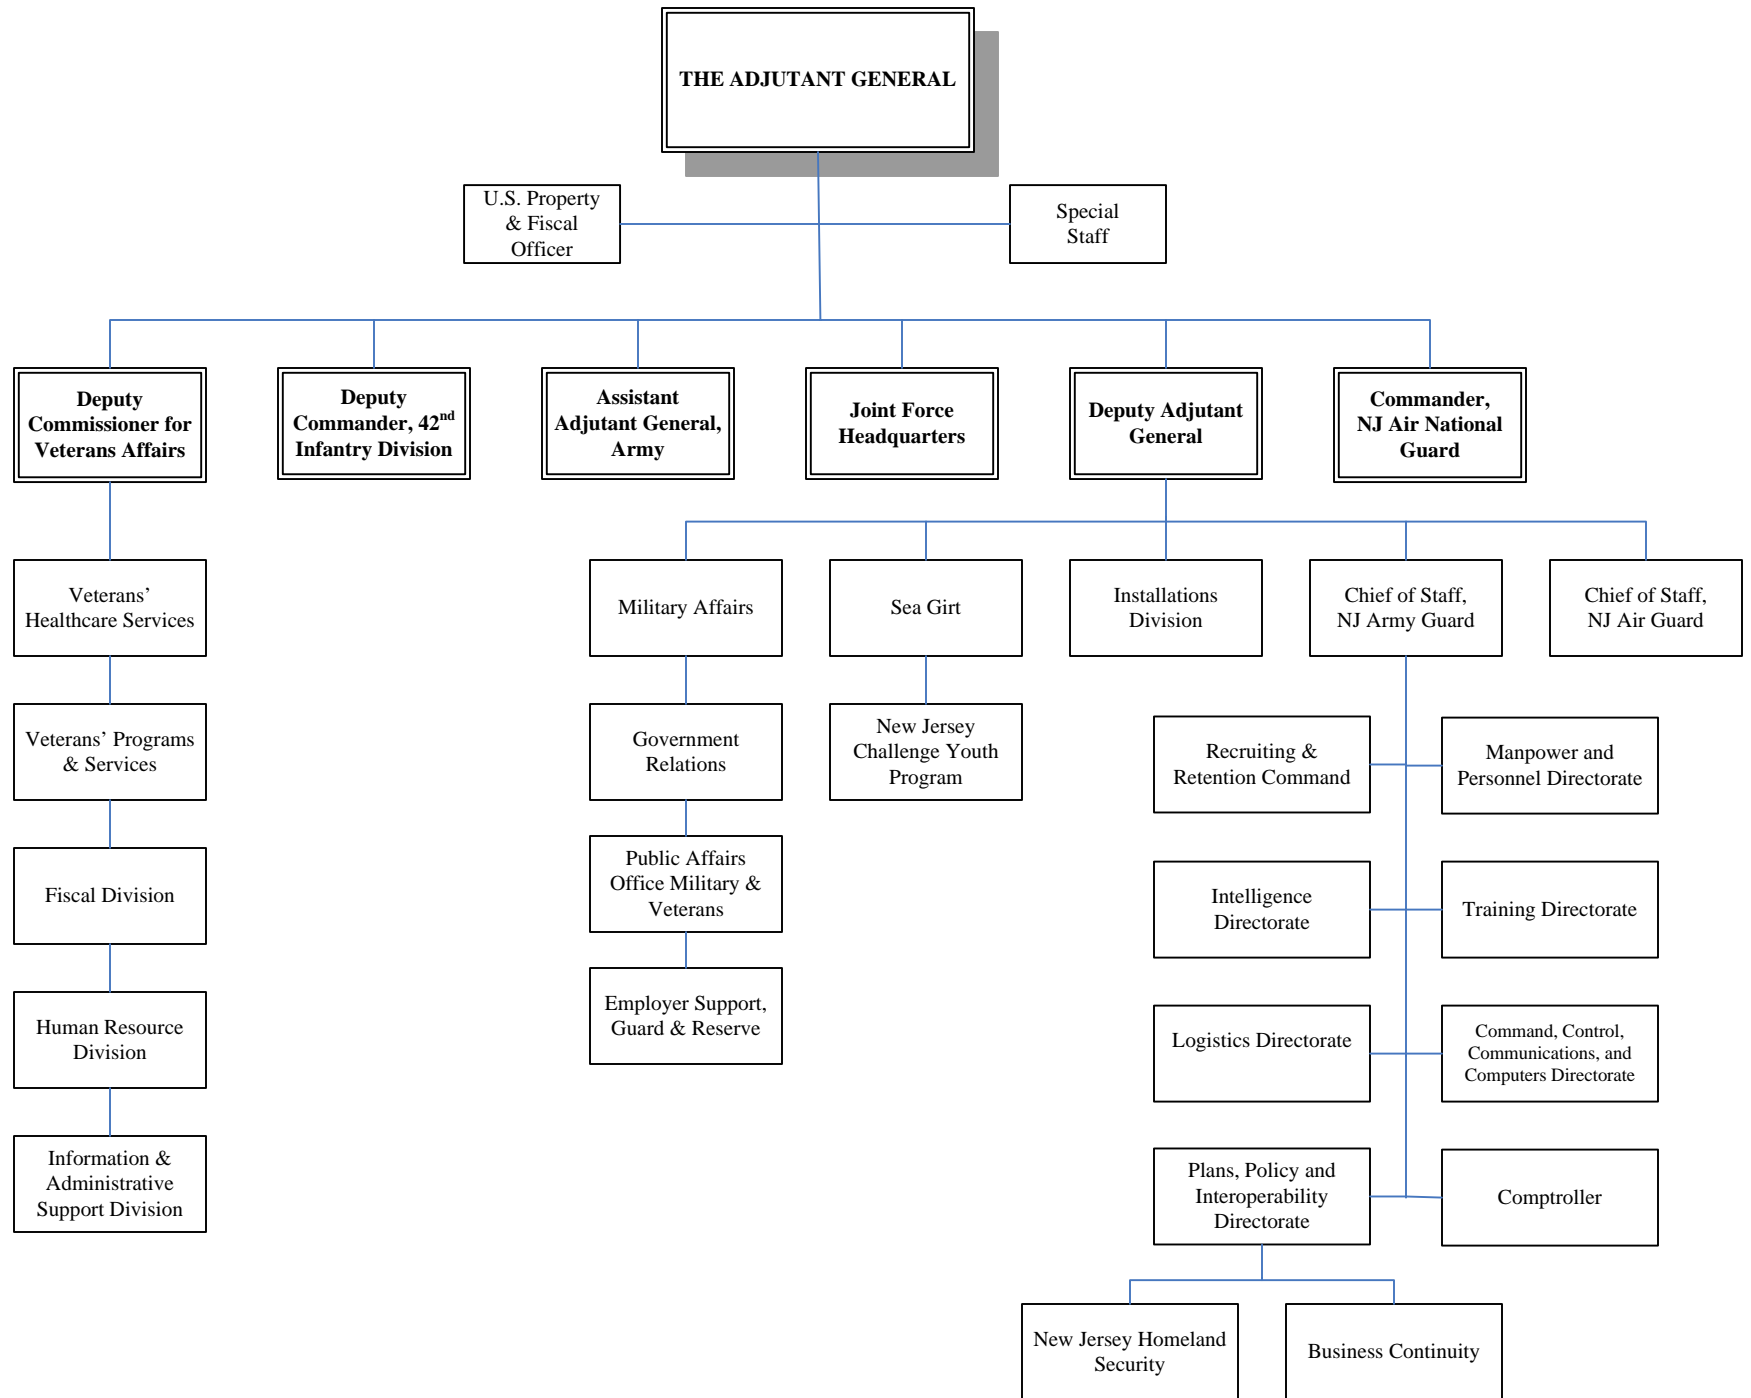 THE ADJUTANT GENERAL
U.S. Property
& Fiscal
Officer
Special
Staff
Deputy
Commissioner for
Veterans Affairs
Deputy
Commander, 42nd
Infantry Division
Assistant
Adjutant General,
Army
Joint Force
Headquarters
Deputy Adjutant
General
Commander,
NJ Air National
Guard
Veterans’
Healthcare Services
Military Affairs
Sea Girt
Installations
Division
Chief of Staff,
NJ Army Guard
Chief of Staff,
NJ Air Guard
Veterans’ Programs
& Services
Government
Relations
New Jersey
Challenge Youth
Program
Recruiting &
Retention Command
Manpower and
Personnel Directorate
Fiscal Division
Public Affairs
Office Military &
Veterans
Intelligence
Directorate
Training Directorate
Human Resource
Division
Employer Support,
Guard & Reserve
Logistics Directorate
Command, Control,
Communications, and
Computers Directorate
Information &
Administrative
Support Division
Plans, Policy and
Interoperability
Directorate
Comptroller
New Jersey Homeland
Security
Business Continuity